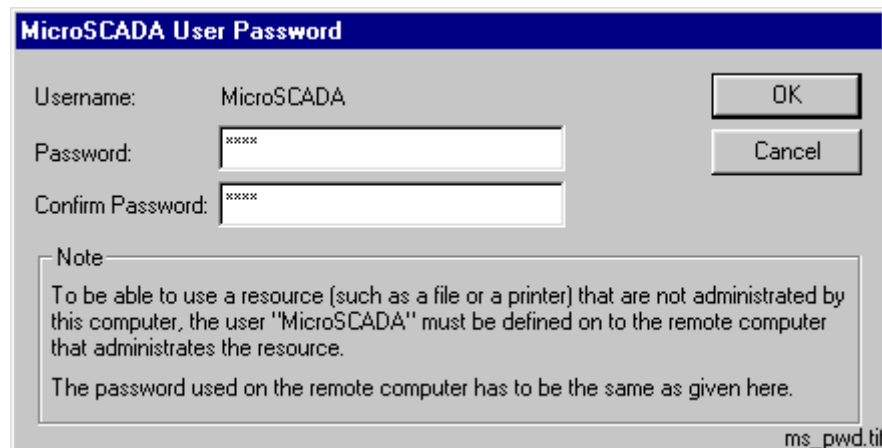 MicroSCADA User Password
Username: MicroSCADA OK
Password: **** Cancel
Confirm Password: ****
Note
To be able to use a resource (such as a file or a printer) that are not administrated by
this computer, the user "MicroSCADA" must be defined on to the remote computer
that administrates the resource.
The password used on the remote computer has to be the same as given here.
ms_pwd.tif